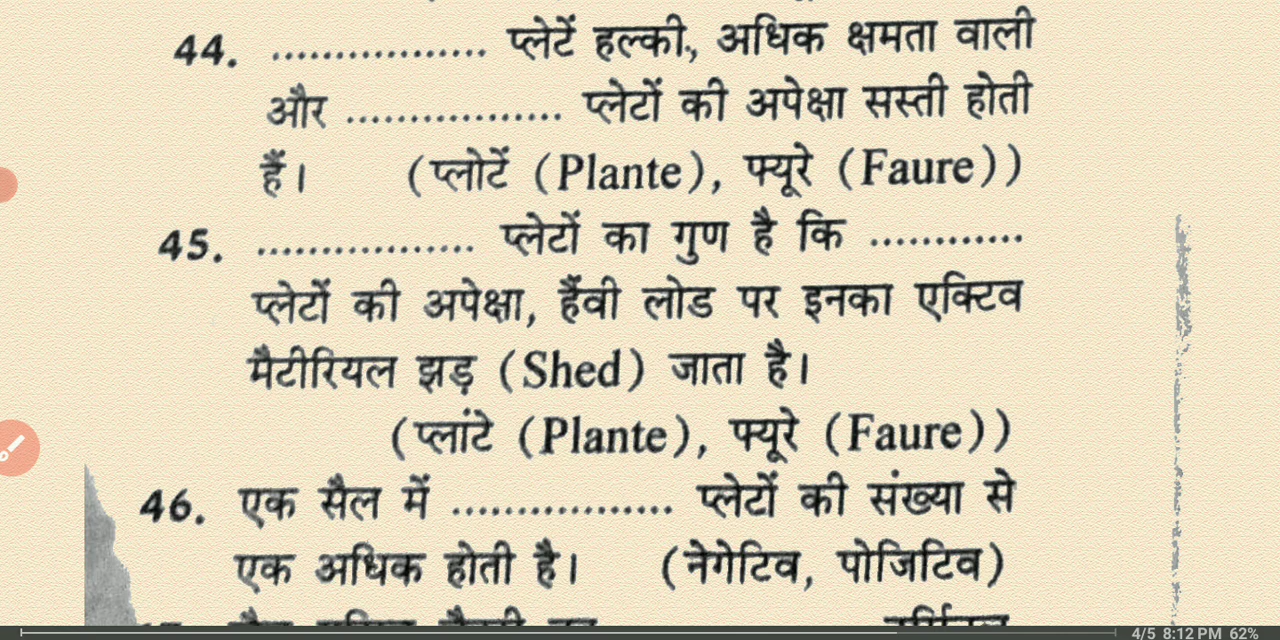 44. ................. प्लेटें हल्की, अधिक क्षमता वाली
और ................. प्लेटों की अपेक्षा सस्ती होती
हैं। (प्लोटें (Plante), फ्यूरे (Faure))
45. ................. प्लेटों का गुण है कि ............
प्लेटों की अपेक्षा, हैंवी लोड पर इनका एक्टिव
मैटीरियल झड़ (Shed) जाता है।
(प्लांटे (Plante), फ्यूरे (Faure))
46. एक सैल में ................. प्लेटों की संख्या से
एक अधिक होती है। (नेगेटिव, पोजिटिव)
4/5 8:12 PM 62%